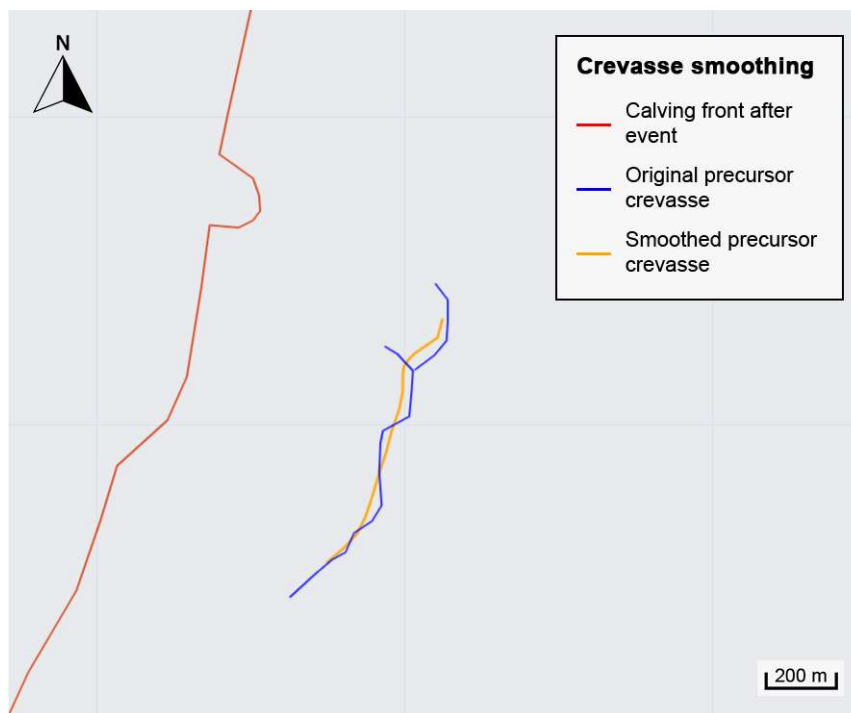 N
Crevasse smoothing
Calving front after
event
Original precursor
crevasse
Smoothed precursor
crevasse
200 m